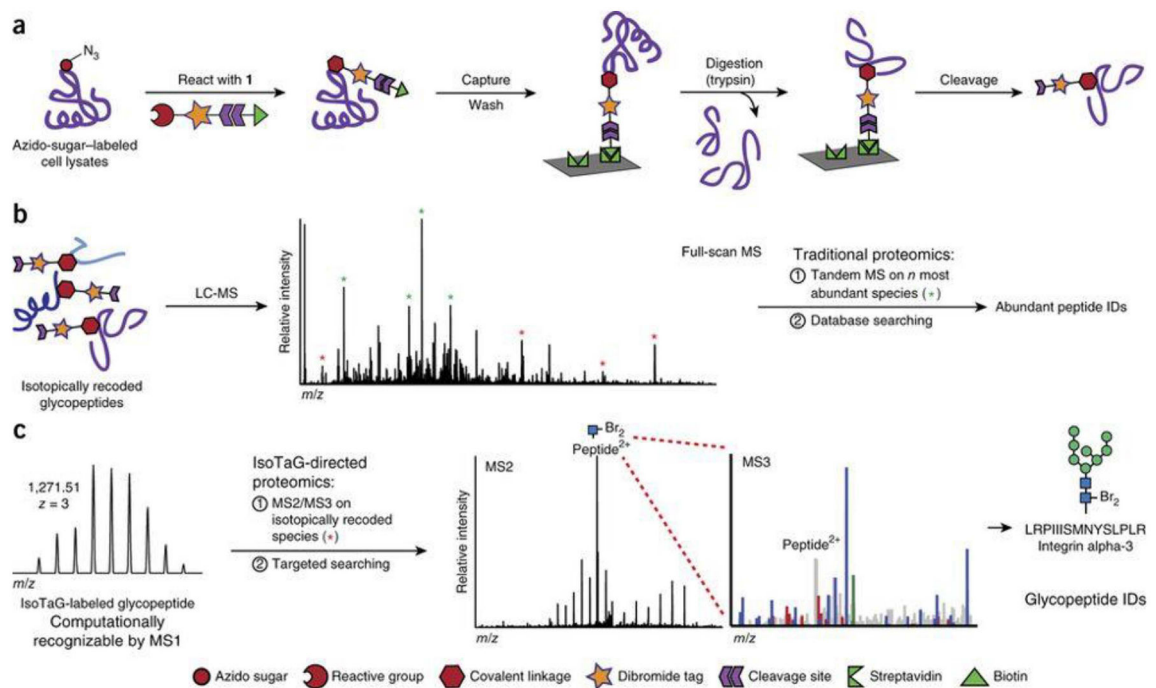 a
N3
React with 1
Azido-sugar–labeled
cell lysates
Capture
Wash
Digestion
(trypsin)
Cleavage
b
LC-MS
Isotopically recoded
glycopeptides
Relative intensity
m/z
Full-scan MS
Traditional proteomics:
① Tandem MS on n most
abundant species (*)
② Database searching
Abundant peptide IDs
c
1,271.51
z = 3
m/z
IsoTaG-labeled glycopeptide
Computationally
recognizable by MS1
IsoTaG-directed
proteomics:
① MS2/MS3 on
isotopically recoded
species (*)
② Targeted searching
Relative intensity
MS2
Br2
Peptide2+
m/z
MS3
Peptide2+
m/z
Br2
LRPIIISMNYSLPLR
Integrin alpha-3
Glycopeptide IDs
Azido sugar
Reactive group
Covalent linkage
Dibromide tag
Cleavage site
Streptavidin
Biotin